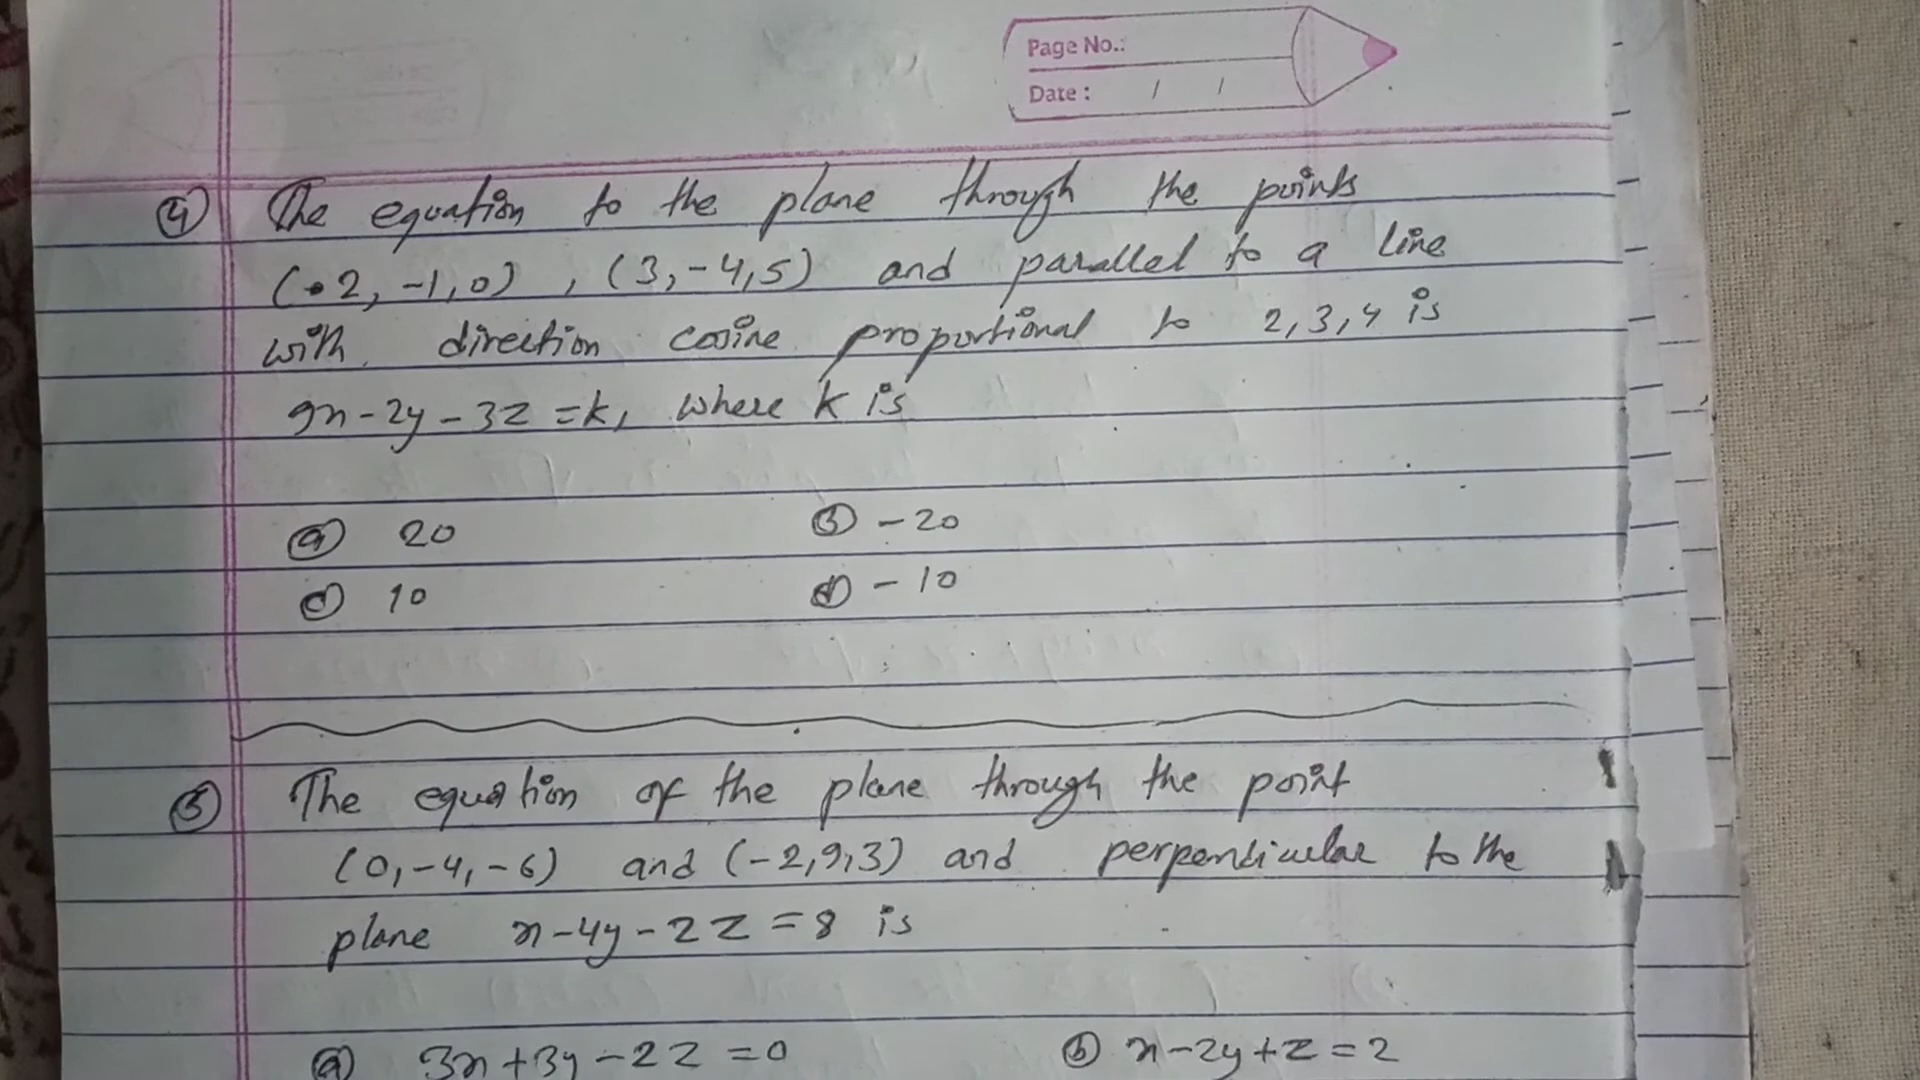 Page No.:
Date : / /
④ The equation to the plane through the points
(•2, -1,0) , (3,-4,5) and parallel to a line
with direction cosine proportional to 2,3,4 is
9x-2y-3z=k, where k is
ⓐ 20 ⓑ -20
ⓒ 10 ⓓ -10
⑤ The equation of the plane through the point
(0,-4,-6) and (-2,9,3) and perpendicular to the
plane x-4y-2z=8 is
ⓐ 3x+3y-2z=0 ⓑ x-2y+z=2